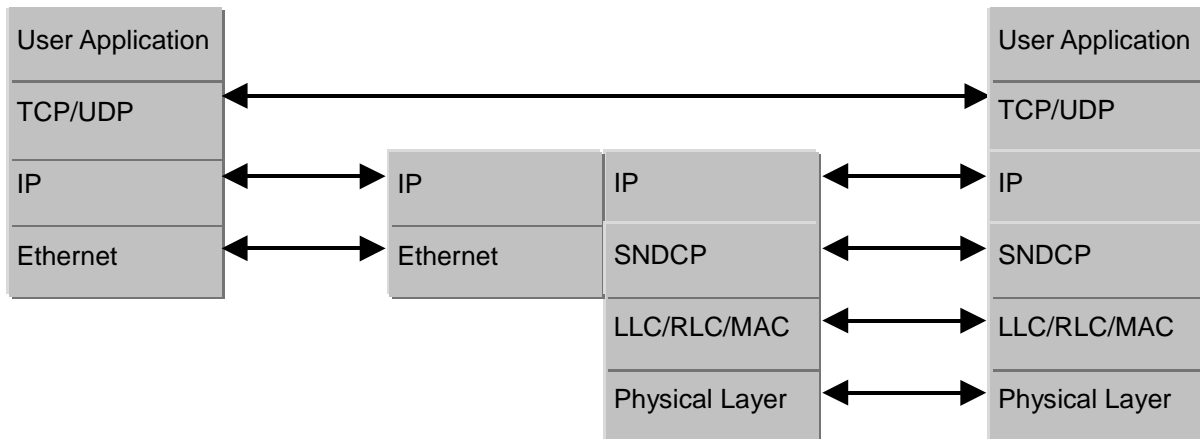 User Application
TCP/UDP
IP
Ethernet
IP
Ethernet
IP
SNDCP
LLC/RLC/MAC
Physical Layer
User Application
TCP/UDP
IP
SNDCP
LLC/RLC/MAC
Physical Layer